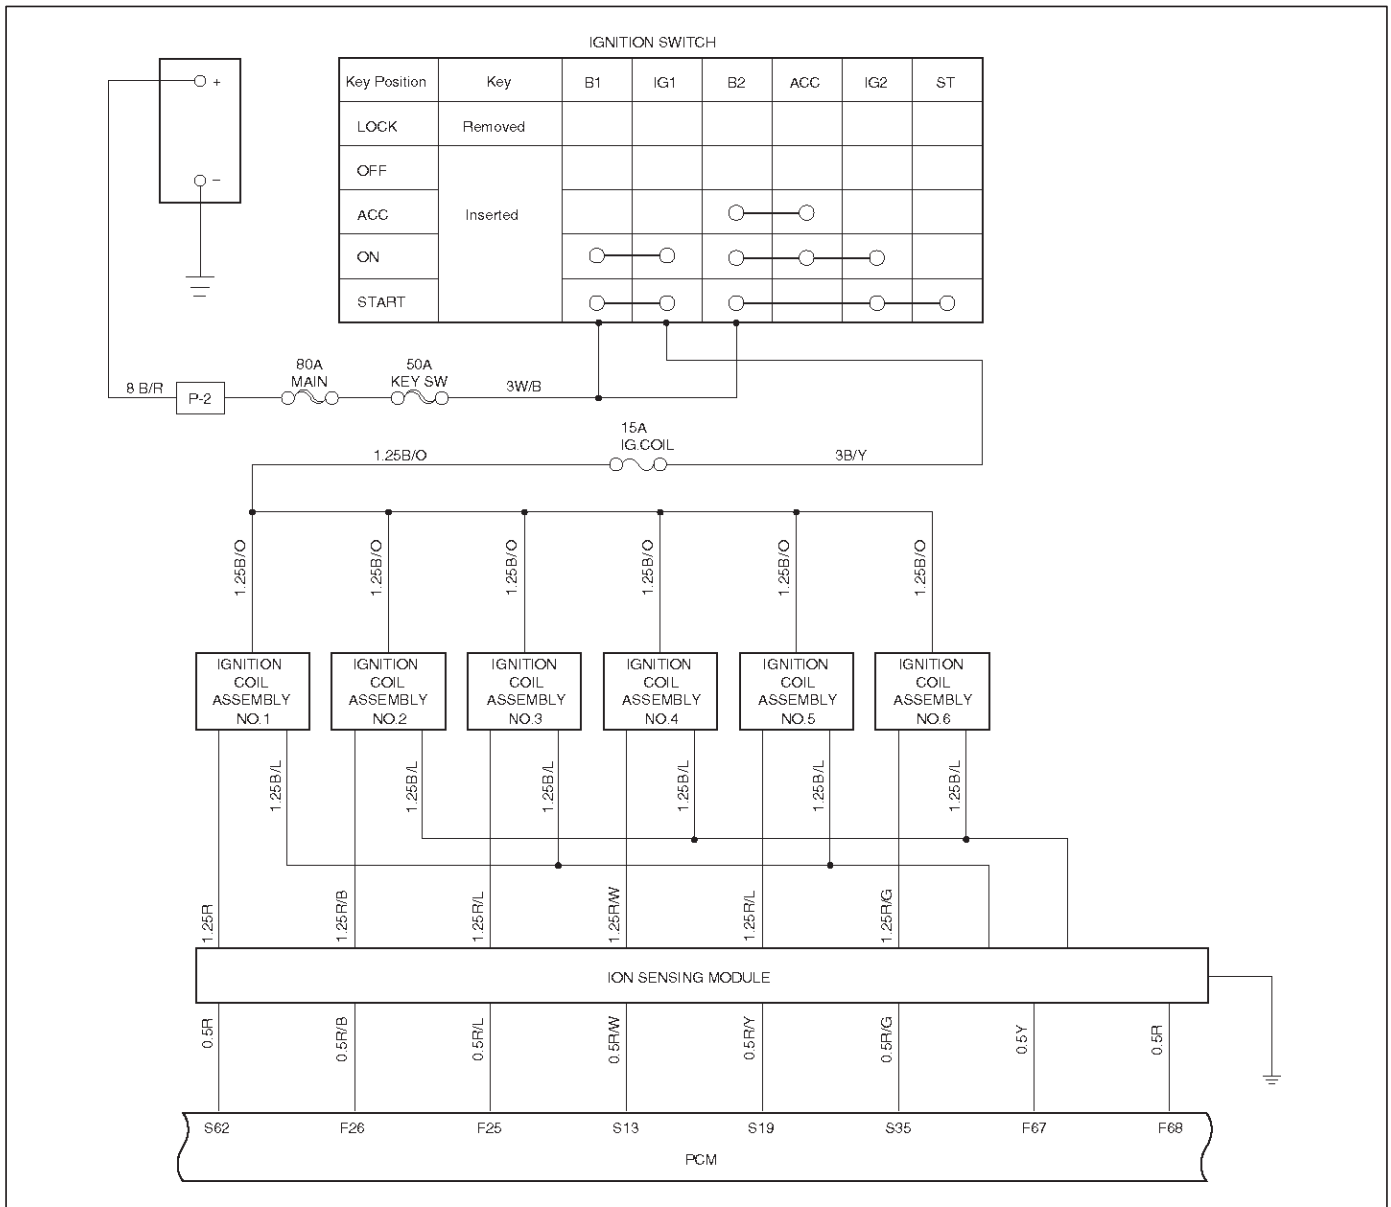 IGNITION SWITCH
Key Position Key B1 IG1 B2 ACC IG2 ST
LOCK Removed
OFF
ACC Inserted
ON
START
+
−
80A
MAIN
50A
KEY SW
8 B/R
P-2
3W/B
15A
IG.COIL
1.25B/O
3B/Y
1.25B/O 1.25B/O 1.25B/O 1.25B/O 1.25B/O 1.25B/O
IGNITION
COIL
ASSEMBLY
NO.1
IGNITION
COIL
ASSEMBLY
NO.2
IGNITION
COIL
ASSEMBLY
NO.3
IGNITION
COIL
ASSEMBLY
NO.4
IGNITION
COIL
ASSEMBLY
NO.5
IGNITION
COIL
ASSEMBLY
NO.6
1.25B/L 1.25B/L 1.25B/L 1.25B/L 1.25B/L 1.25B/L
1.25R 1.25R/B 1.25R/L 1.25R/W 1.25R/L 1.25R/G
ION SENSING MODULE
0.5R 0.5R/B 0.5R/L 0.5R/W 0.5R/Y 0.5R/G 0.5Y 0.5R
S62 F26 F25 S13 S19 S35 F67 F68
PCM